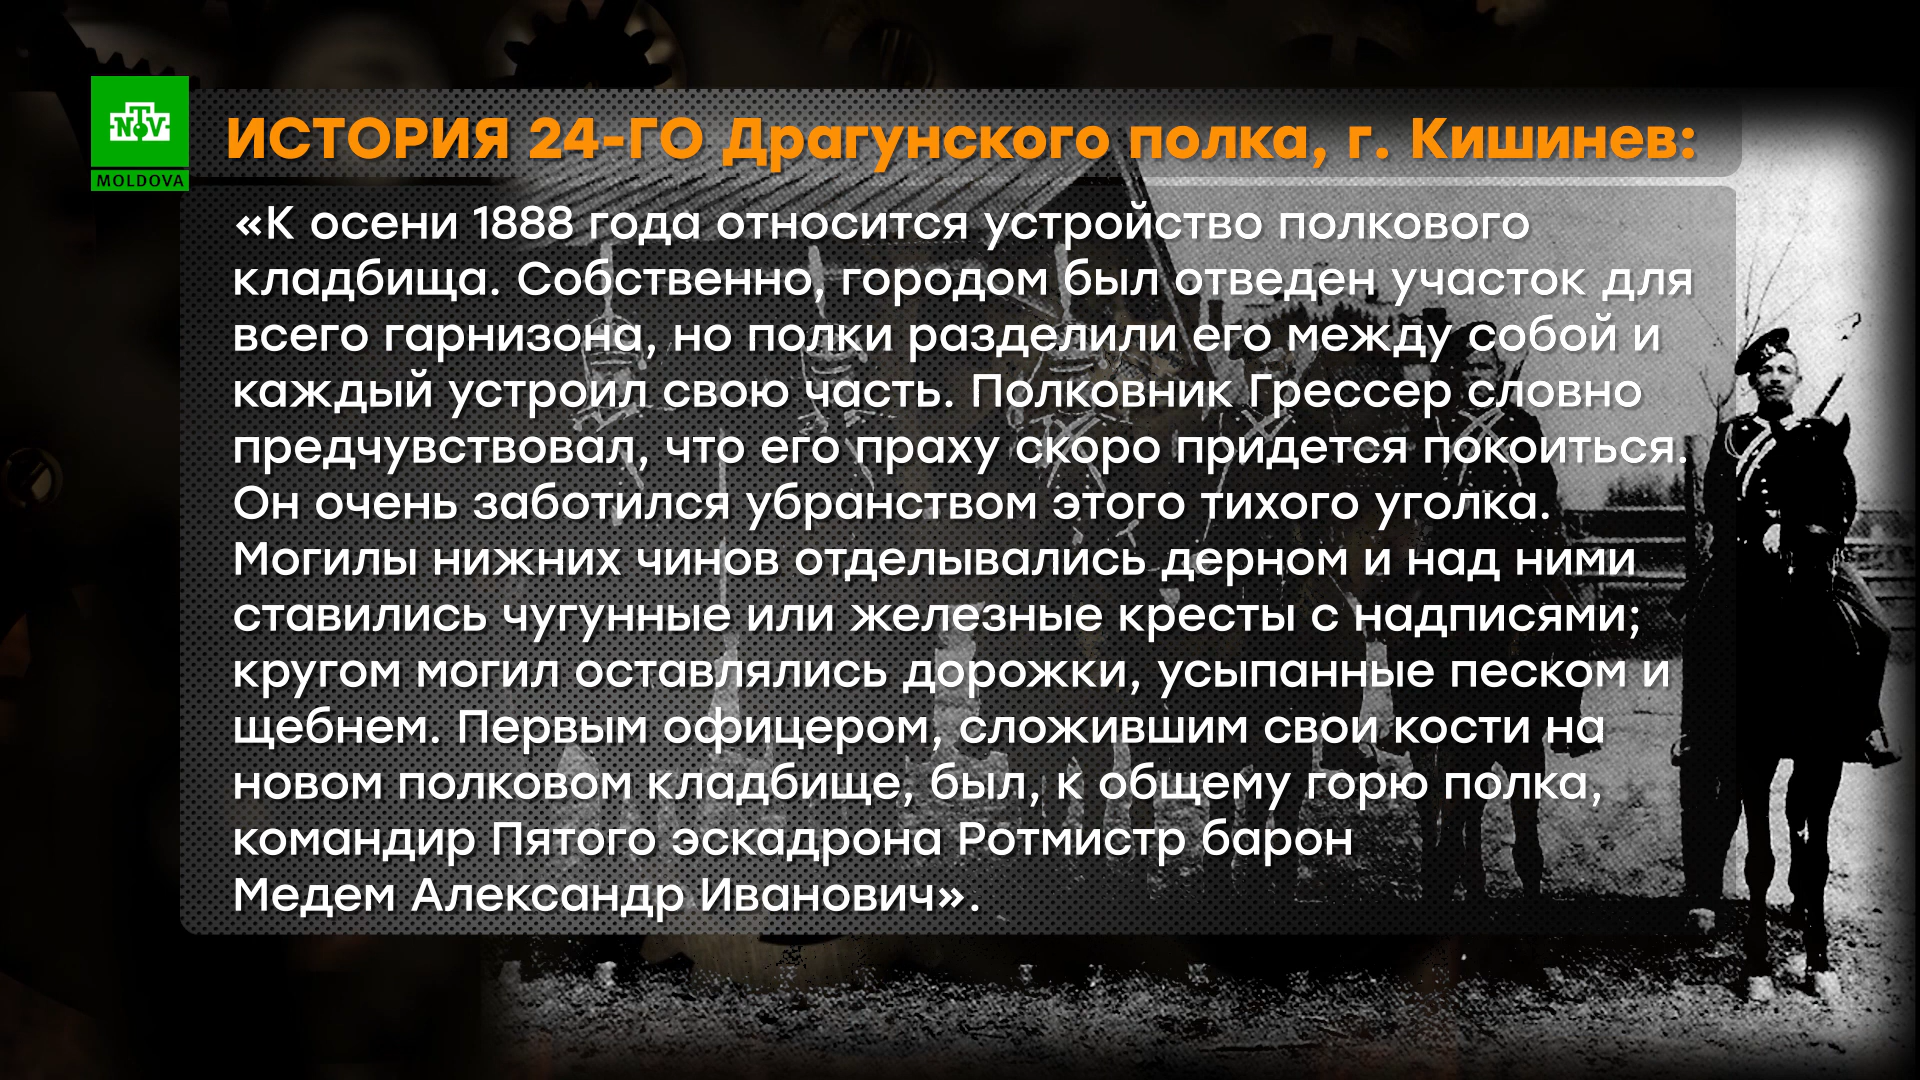 NTV
MOLDOVA
ИСТОРИЯ 24-ГО Драгунского полка, г. Кишинев:
«К осени 1888 года относится устройство полкового
кладбища. Собственно, городом был отведен участок для
всего гарнизона, но полки разделили его между собой и
каждый устроил свою часть. Полковник Грессер словно
предчувствовал, что его праху скоро придется покоиться.
Он очень заботился убранством этого тихого уголка.
Могилы нижних чинов отделывались дерном и над ними
ставились чугунные или железные кресты с надписями;
кругом могил оставлялись дорожки, усыпанные песком и
щебнем. Первым офицером, сложившим свои кости на
новом полковом кладбище, был, к общему горю полка,
командир Пятого эскадрона Ротмистр барон
Медем Александр Иванович».